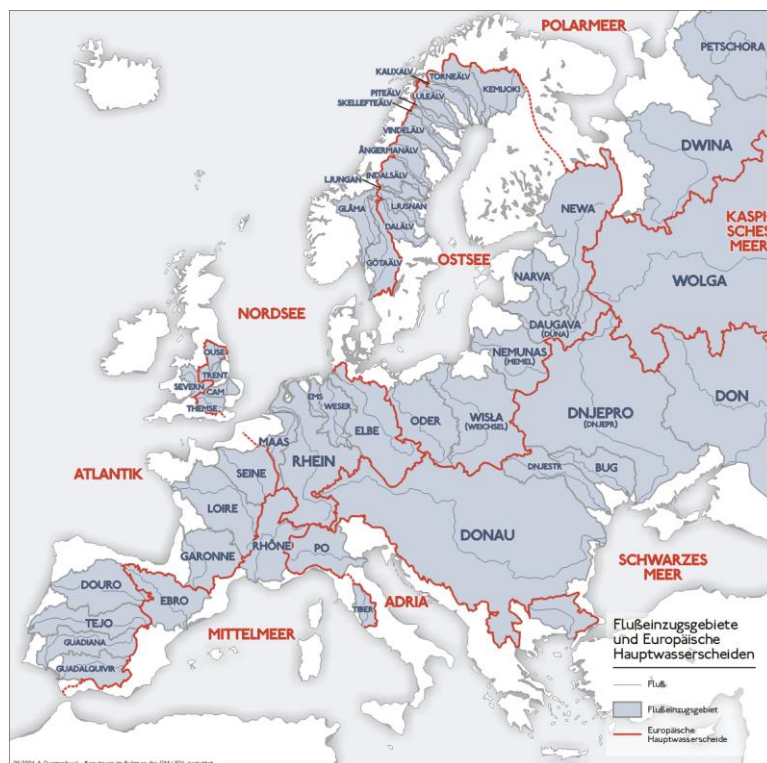 POLARMEER
PETSCHORA
KALIXÄLV
TORNEÄLV
PITEÄLV
LULEÄLV
KEMIJOKI
SKELLEFTEÄLV
VINDELÄLV
DWINA
ÅNGERMANÄLV
LJUNGAN
INDALSÄLV
GLÅMA
LJUSNAN
NEWA
KASPI
SCHES
MEER
DALÄLV
GÖTAÄLV
OSTSEE
NARVA
WOLGA
NORDSEE
DAUGAVA
(DÜNA)
OUSE
NEMUNAS
(MEMEL)
TRENT
SEVERN
CAM
THEMSE
EMS
WESER
ELBE
ODER
WISŁA
(WEICHSEL)
DNJEPRO
(DNJEPR)
DON
MAAS
RHEIN
ATLANTIK
SEINE
DNJESTR
BUG
LOIRE
DONAU
GARONNE
RHÔNE
PO
SCHWARZES
MEER
DOURO
EBRO
TIBER
ADRIA
TEJO
MITTELMEER
GUADIANA
GUADALQUIVIR
Flußeinzugsgebiete
und Europäische
Hauptwasserscheiden
Fluß
Flußeinzugsgebiet
Europäische
Hauptwasserscheide